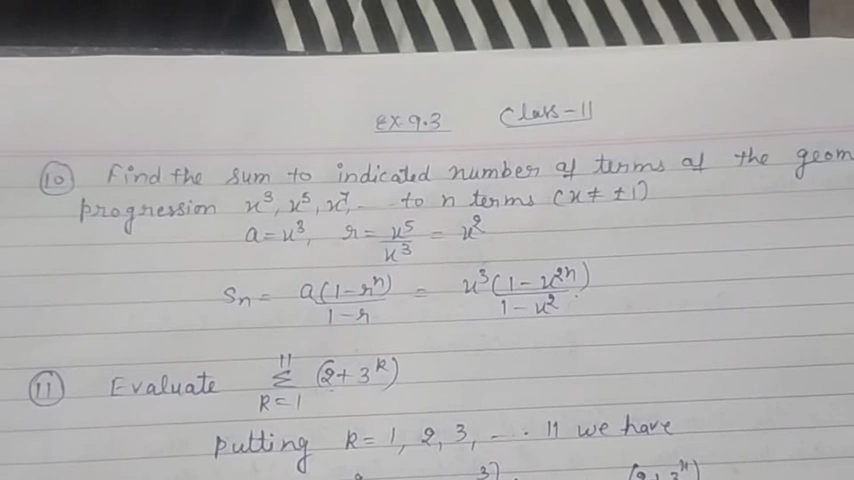 Ex 9.3 Class-11
(10) Find the sum to indicated number of terms of the geom
progression x³, x⁵, x⁷, .. to n terms (x ≠ ±1)
a = x³, r = x⁵/x³ = x²
Sn = a(1-rⁿ)/1-r = x³(1-x²ⁿ)/1-x².
(11) Evaluate 11 Σ K=1 (2+3ᵏ)
Putting k = 1, 2, 3, .... 11 we have